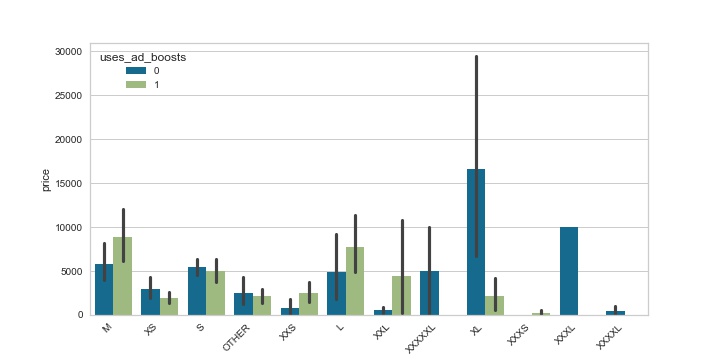 uses_ad_boosts
0
1
price
30000
25000
20000
15000
10000
5000
0
M
XS
S
OTHER
XXS
L
XXL
XXXXXL
XL
XXXS
XXXL
XXXXL